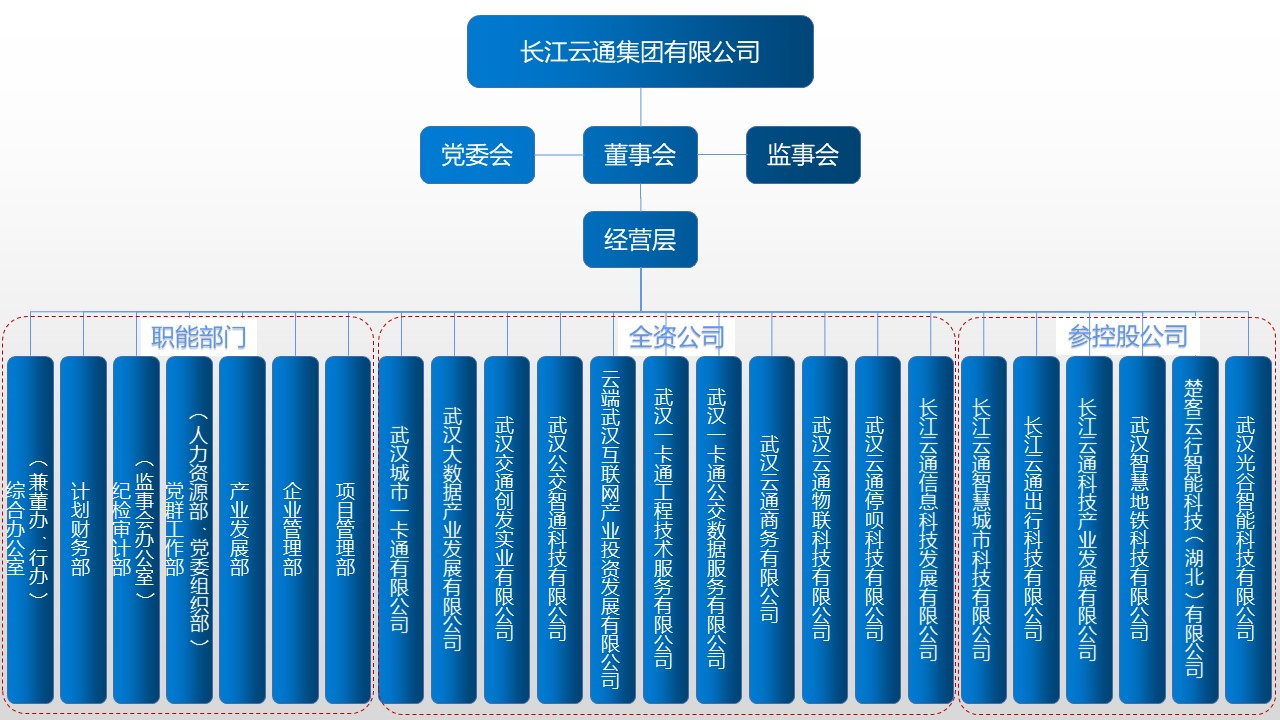 长江云通集团有限公司
党委会
董事会
监事会
经营层
职能部门
全资公司
参控股公司
综合办公室
（兼董办、行办）
计划财务部
纪检审计部
（监事会办公室）
党群工作部
（人力资源部、党委组织部）
产业发展部
企业管理部
项目管理部
武汉城市一卡通有限公司
武汉大数据产业发展有限公司
武汉交通创发实业有限公司
武汉公交智通科技有限公司
云端武汉互联网产业投资发展有限公司
武汉一卡通工程技术服务有限公司
武汉一卡通公交数据服务有限公司
武汉云通商务有限公司
武汉云通物联科技有限公司
武汉云通停呗科技有限公司
长江云通信息科技发展有限公司
长江云通智慧城市科技有限公司
长江云通出行科技有限公司
长江云通科技产业发展有限公司
武汉智慧地铁科技有限公司
楚客云行智能科技（湖北）有限公司
武汉光谷智能科技有限公司